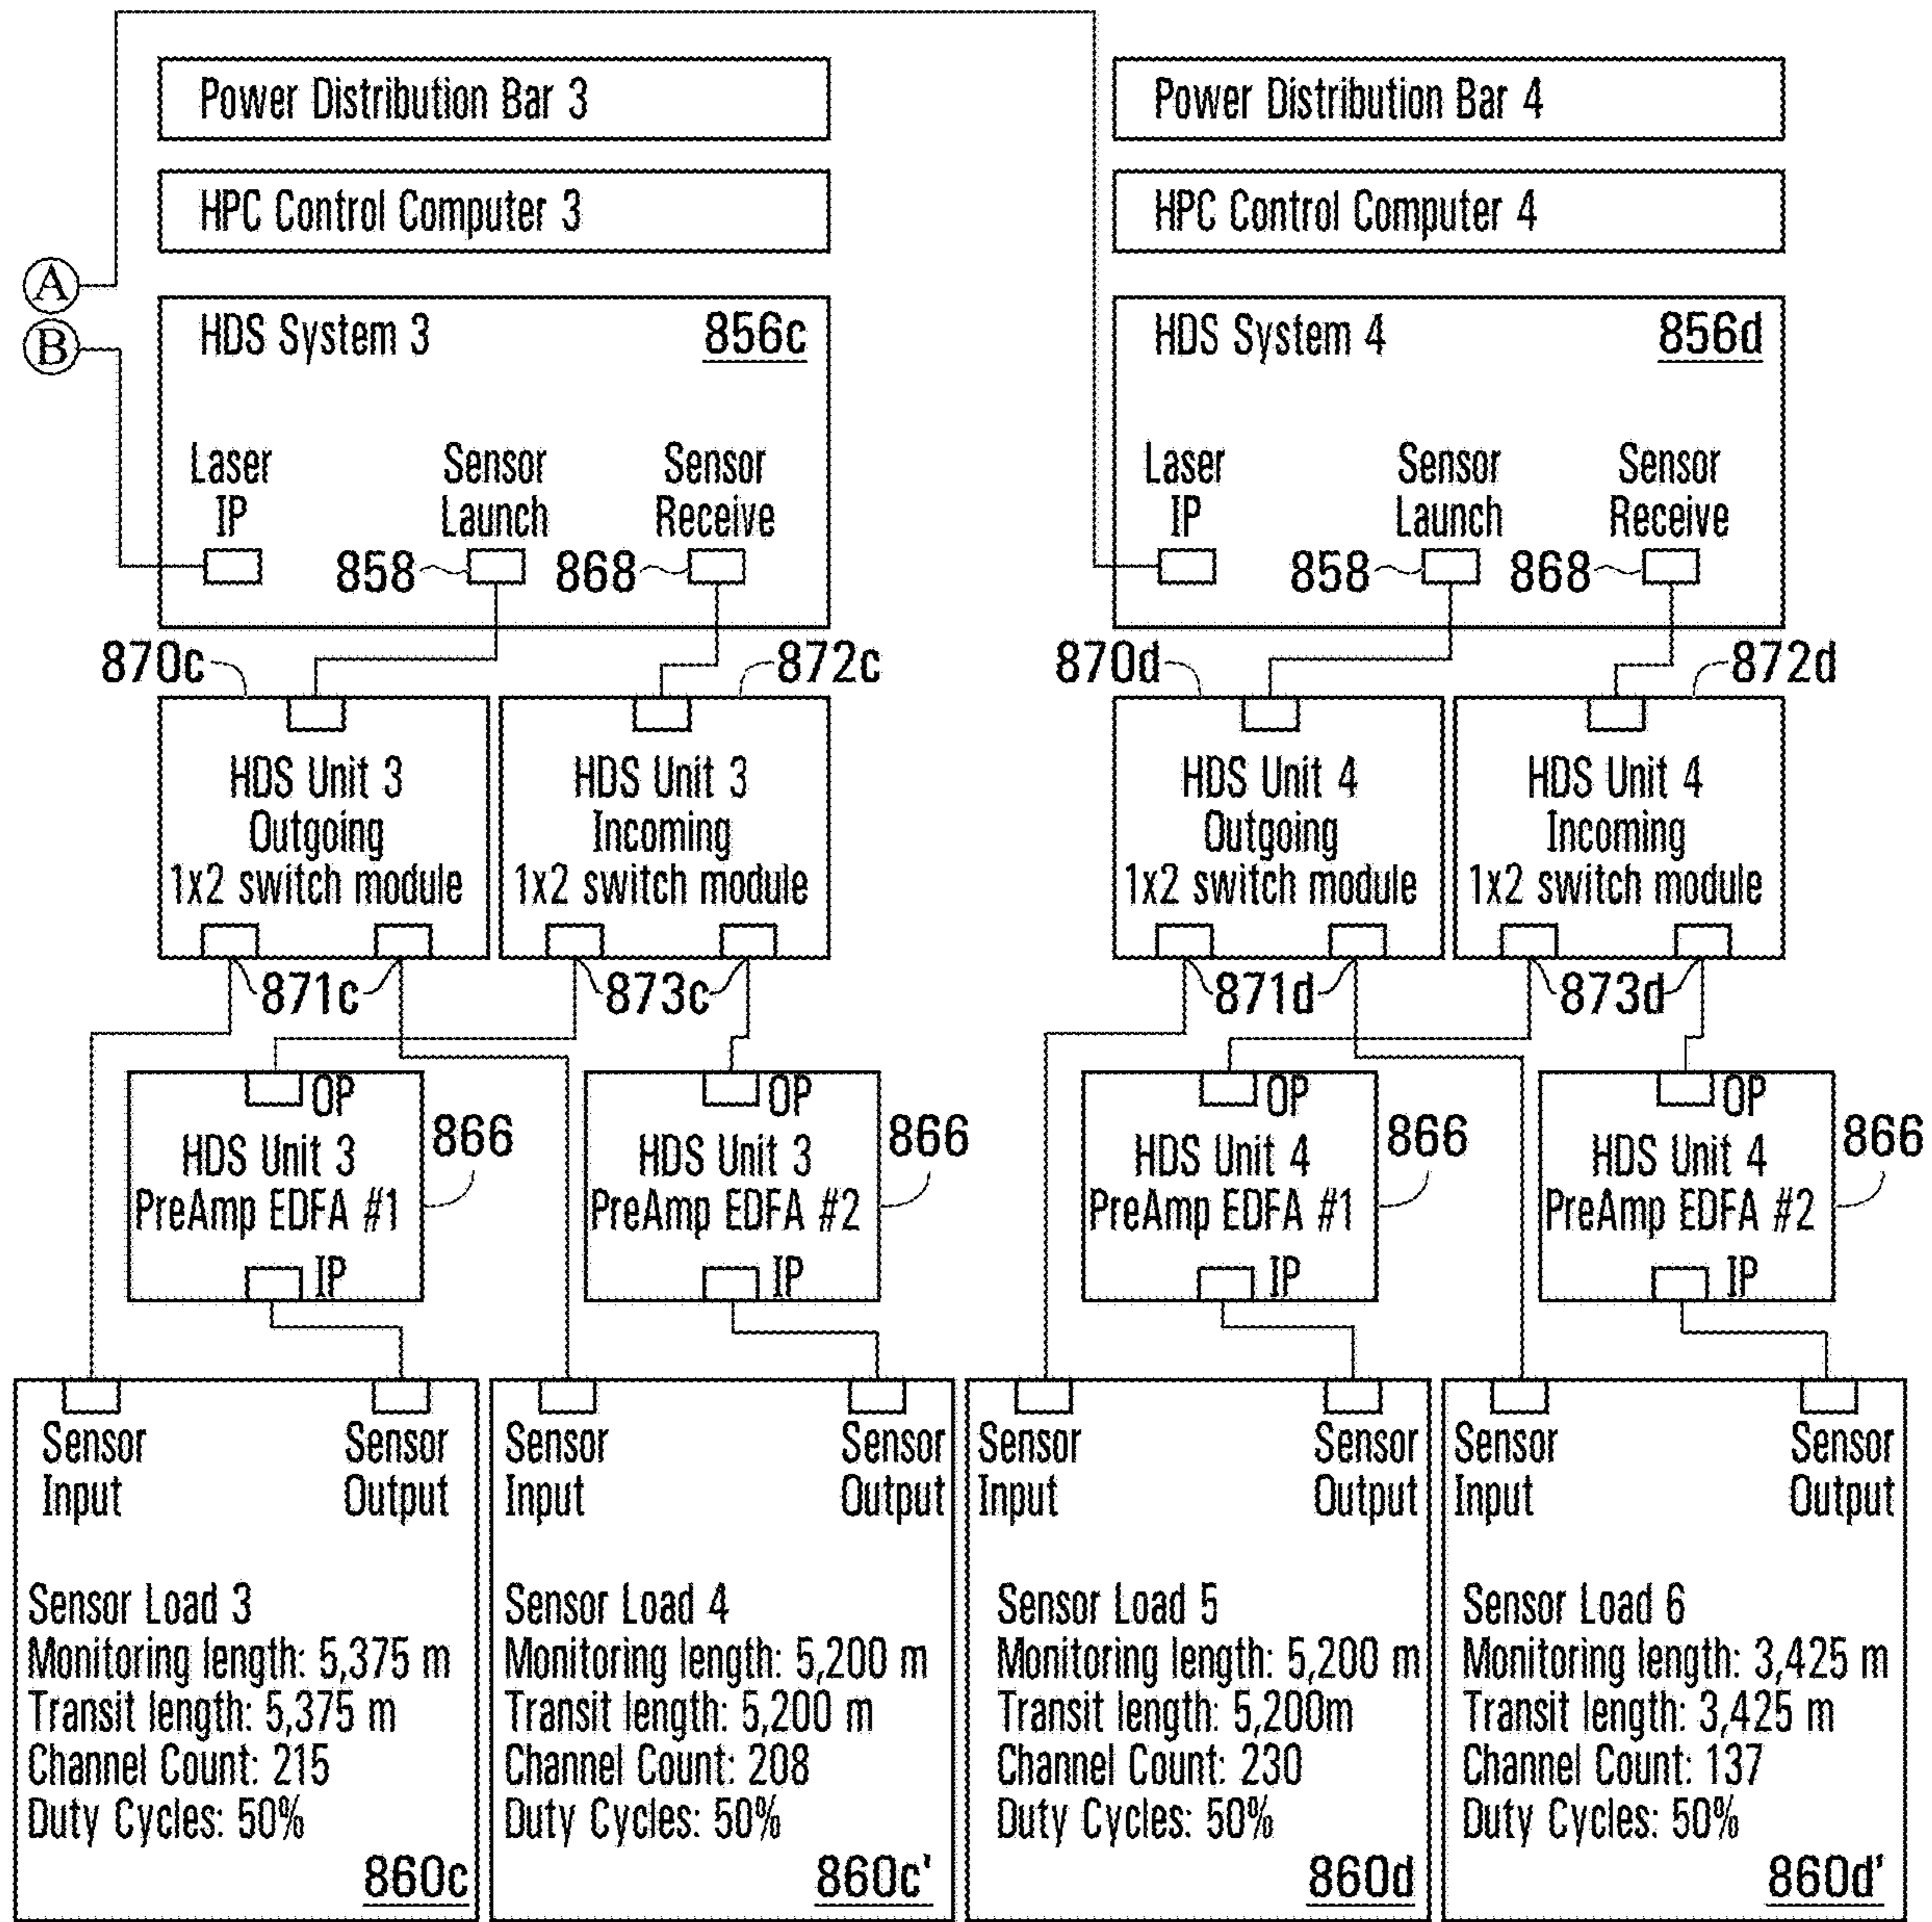 Power Distribution Bar 3
Power Distribution Bar 4
HPC Control Computer 3
HPC Control Computer 4
A
B
HDS System 3
856c
Laser
IP
Sensor
Launch
Sensor
Receive
858
868
HDS System 4
856d
Laser
IP
Sensor
Launch
Sensor
Receive
858
868
870c
872c
870d
872d
HDS Unit 3
Outgoing
1x2 switch module
HDS Unit 3
Incoming
1x2 switch module
HDS Unit 4
Outgoing
1x2 switch module
HDS Unit 4
Incoming
1x2 switch module
871c
873c
871d
873d
OP
HDS Unit 3
PreAmp EDFA #1
IP
866
OP
HDS Unit 3
PreAmp EDFA #2
IP
866
OP
HDS Unit 4
PreAmp EDFA #1
IP
866
OP
HDS Unit 4
PreAmp EDFA #2
IP
866
Sensor
Input
Sensor
Output
Sensor Load 3
Monitoring length: 5,375 m
Transit length: 5,375 m
Channel Count: 215
Duty Cycles: 50%
860c
Sensor
Input
Sensor
Output
Sensor Load 4
Monitoring length: 5,200 m
Transit length: 5,200 m
Channel Count: 208
Duty Cycles: 50%
860c'
Sensor
Input
Sensor
Output
Sensor Load 5
Monitoring length: 5,200 m
Transit length: 5,200m
Channel Count: 230
Duty Cycles: 50%
860d
Sensor
Input
Sensor
Output
Sensor Load 6
Monitoring length: 3,425 m
Transit length: 3,425 m
Channel Count: 137
Duty Cycles: 50%
860d'